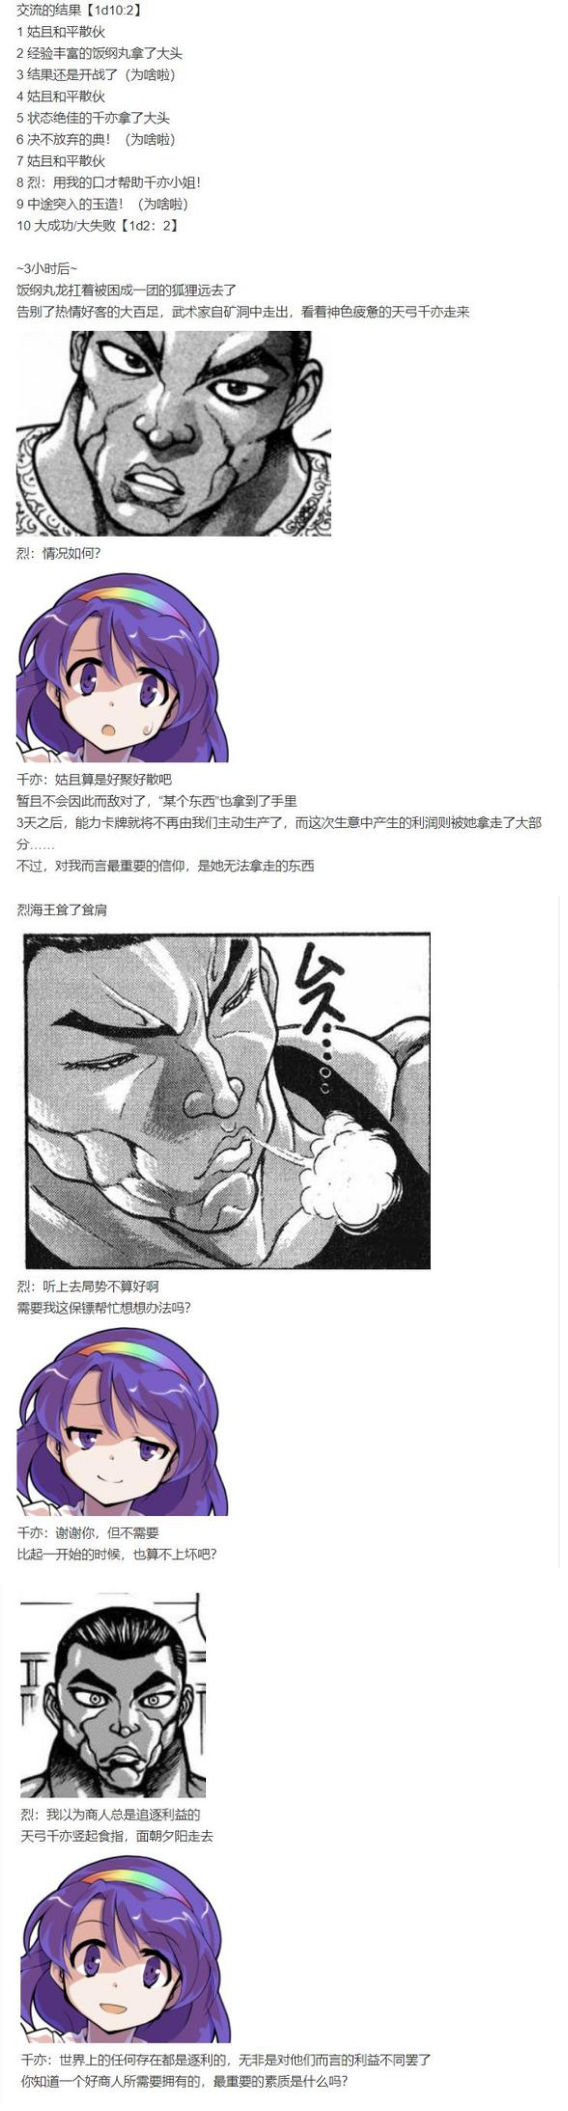 交流的结果【1d10:2】
1 姑且和平散伙
2 经验丰富的饭纲丸拿了大头
3 结果还是开战了（为啥啦）
4 姑且和平散伙
5 状态绝佳的千亦拿了大头
6 决不放弃的典！（为啥啦）
7 姑且和平散伙
8 烈：用我的口才帮助千亦小姐！
9 中途突入的玉造！（为啥啦）
10 大成功/大失败【1d2：2】
~3小时后~
饭纲丸龙扛着被困成一团的狐狸远去了
告别了热情好客的大百足，武术家自矿洞中走出，看着神色疲惫的天弓千亦走来
烈：情况如何？
千亦：姑且算是好聚好散吧
暂且不会因此而敌对了，“某个东西”也拿到了手里
3天之后，能力卡牌就将不再由我们主动生产了，而这次生意中产生的利润则被她拿走了大部
分……
不过，对我而言最重要的信仰，是她无法拿走的东西
烈海王耸了耸肩
ムス…
烈：听上去局势不算好啊
需要我这保镖帮忙想想办法吗？
千亦：谢谢你，但不需要
比起一开始的时候，也算不上坏吧？
烈：我以为商人总是追逐利益的
天弓千亦竖起食指，面朝夕阳走去
千亦：世界上的任何存在都是逐利的，无非是对他们而言的利益不同罢了
你知道一个好商人所需要拥有的，最重要的素质是什么吗？